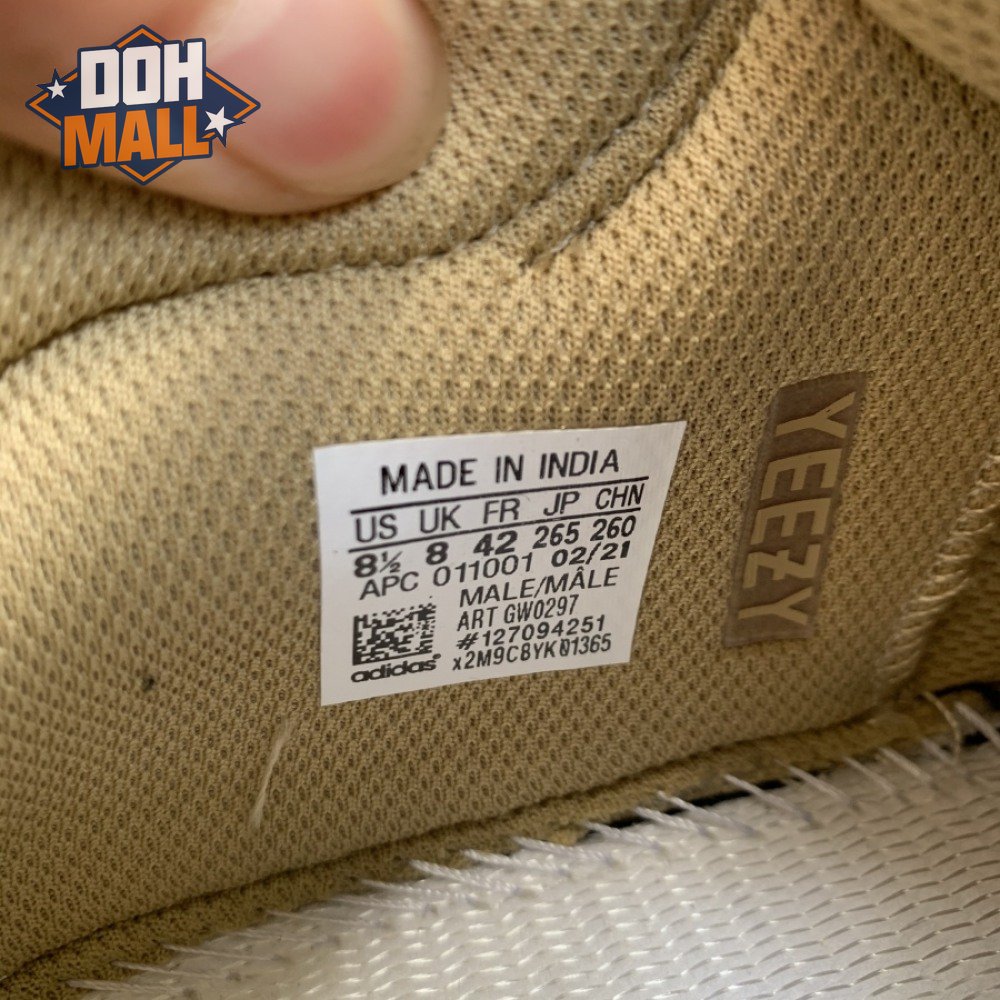 DOH
MALL
MADE IN INDIA
US UK FR JP CHN
8½ 8 42 265 260
APC 011001 02/21
MALE/MÂLE
ART GW0297
#127094251
x2M9C8YK01365
adidas
YEEZY